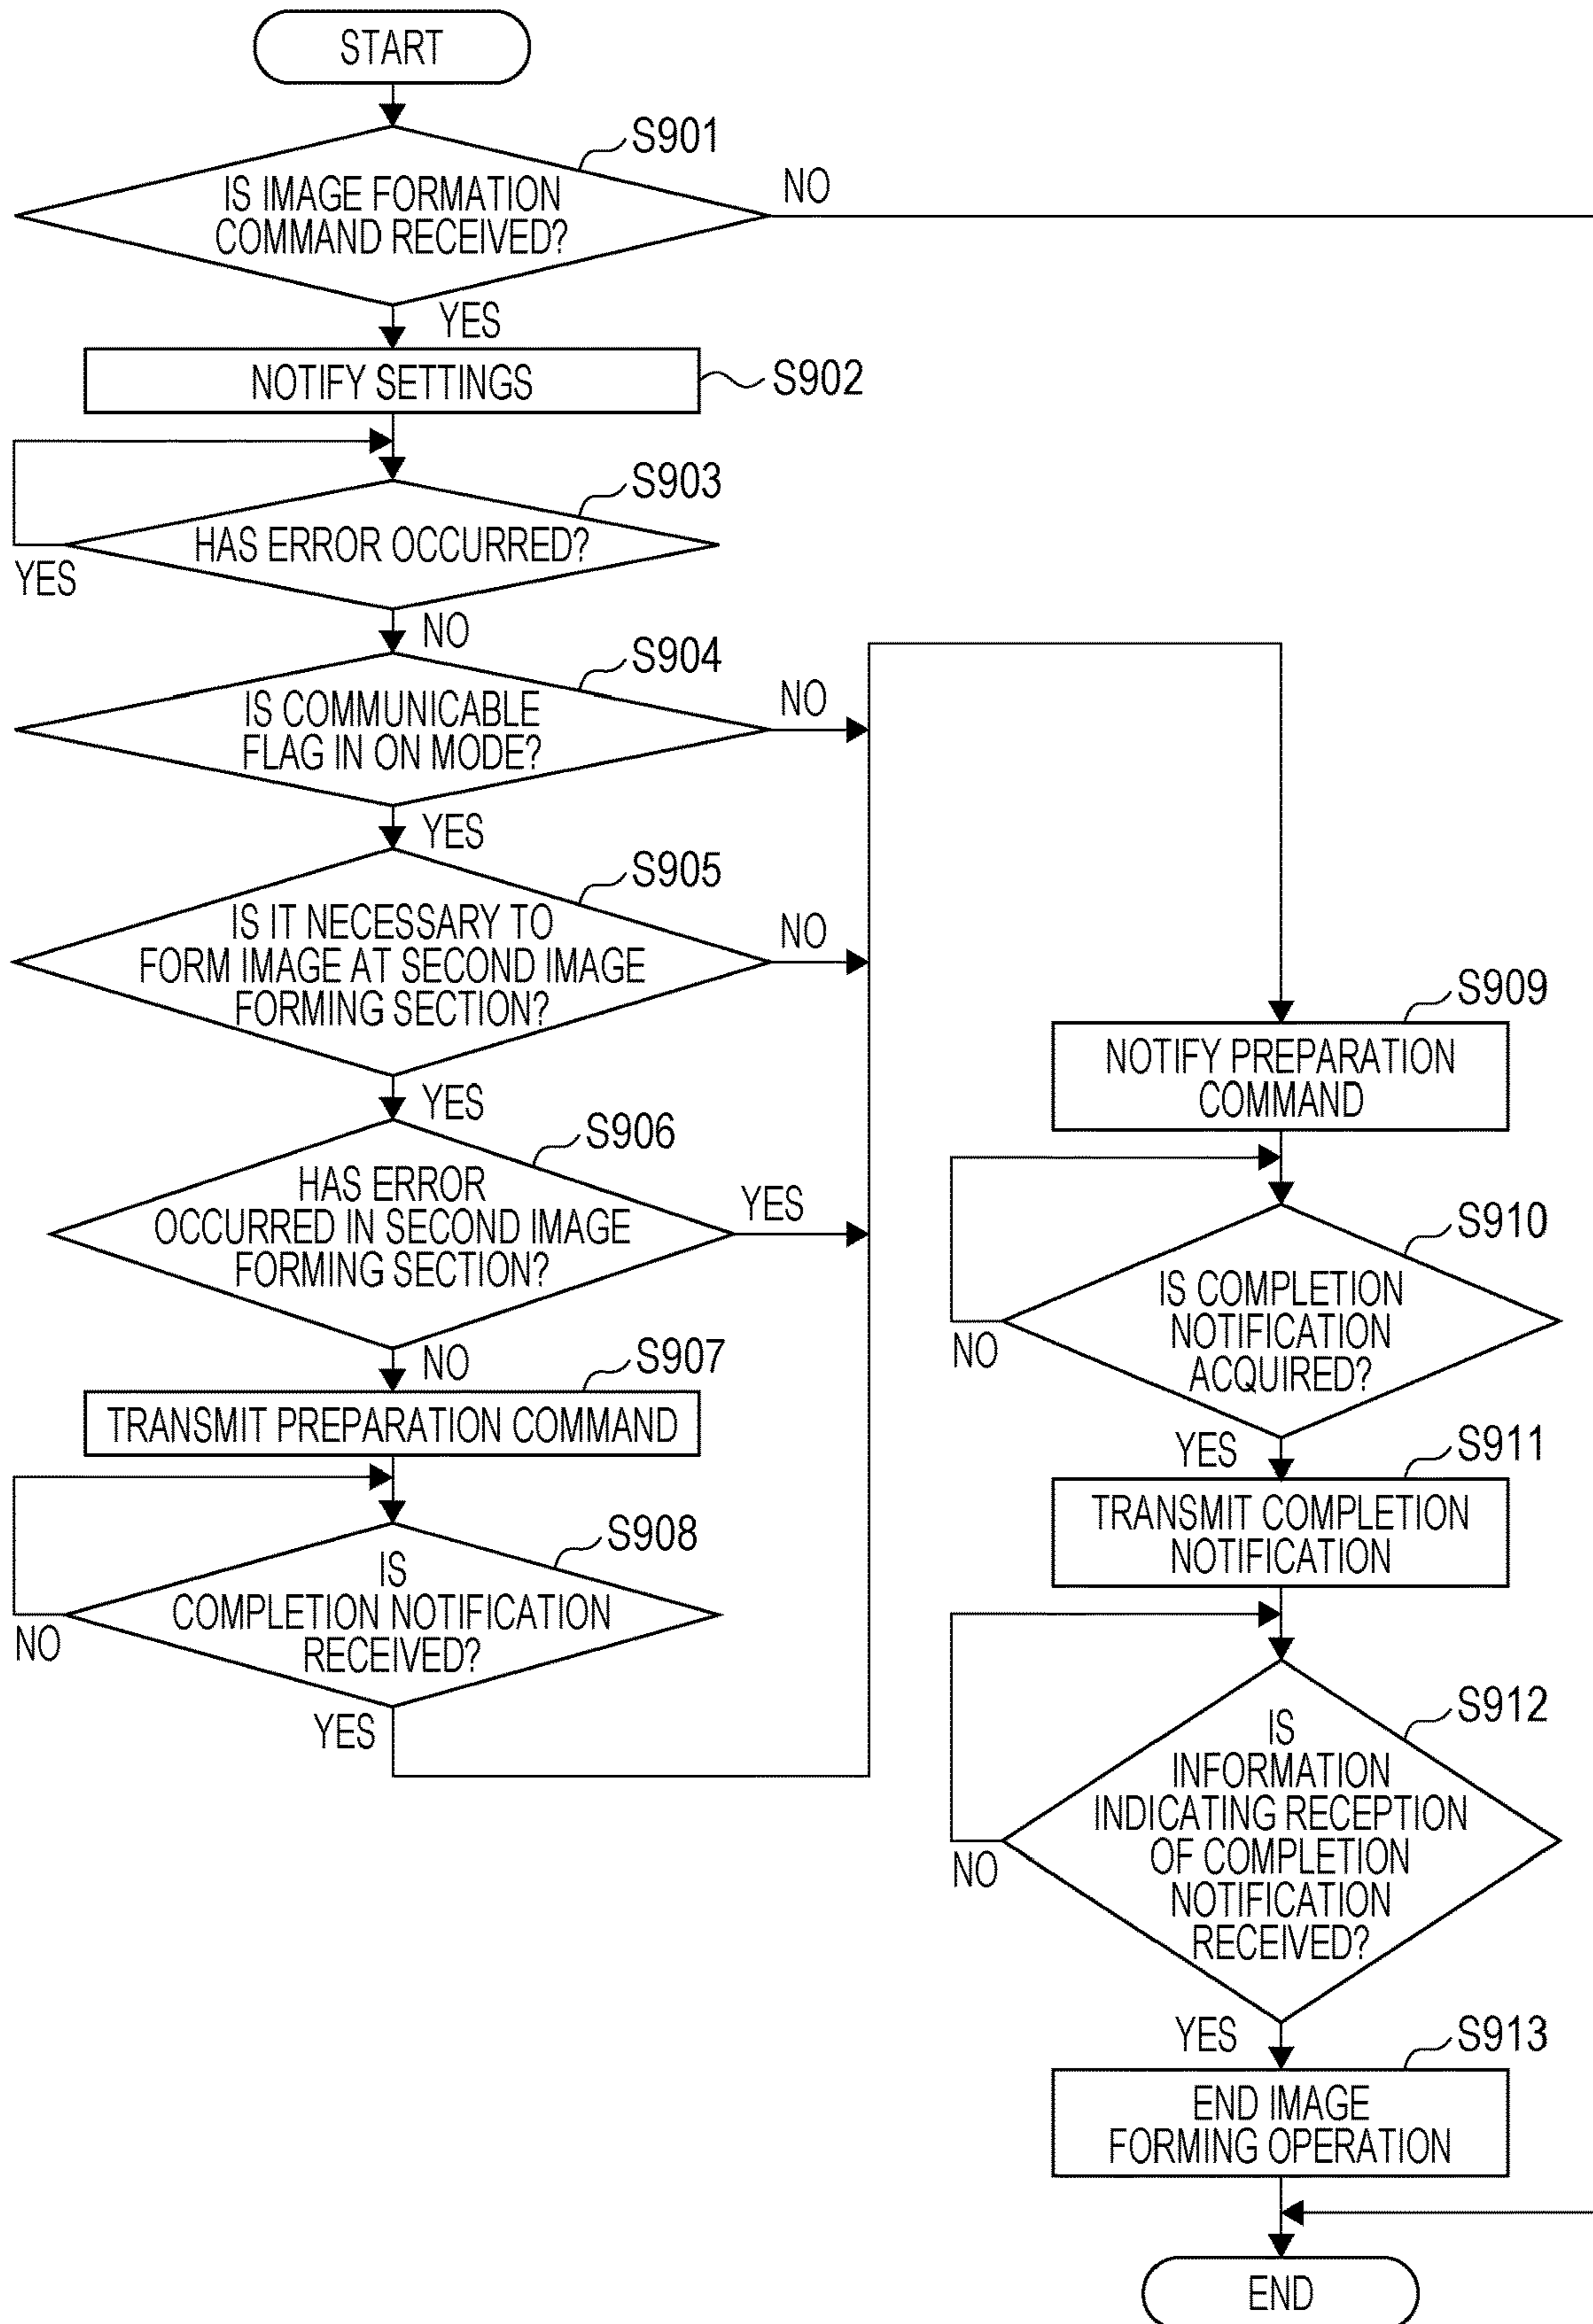 START
S901
IS IMAGE FORMATION
COMMAND RECEIVED?
NO
YES
NOTIFY SETTINGS
S902
S903
HAS ERROR OCCURRED?
YES
NO
S904
IS COMMUNICABLE
FLAG IN ON MODE?
NO
YES
S905
IS IT NECESSARY TO
FORM IMAGE AT SECOND IMAGE
FORMING SECTION?
NO
YES
S906
HAS ERROR
OCCURRED IN SECOND IMAGE
FORMING SECTION?
YES
NO
S907
TRANSMIT PREPARATION COMMAND
S908
IS
COMPLETION NOTIFICATION
RECEIVED?
NO
YES
S909
NOTIFY PREPARATION
COMMAND
S910
IS COMPLETION
NOTIFICATION
ACQUIRED?
NO
YES
S911
TRANSMIT COMPLETION
NOTIFICATION
S912
IS
INFORMATION
INDICATING RECEPTION
OF COMPLETION
NOTIFICATION
RECEIVED?
NO
YES
S913
END IMAGE
FORMING OPERATION
END